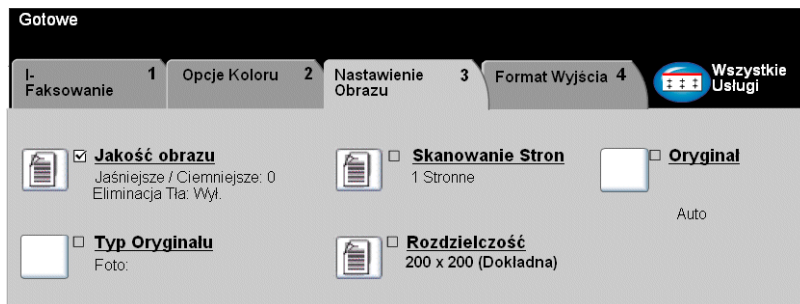 Gotowe
I-Faksowanie 1
Opcje Koloru 2
Nastawienie Obrazu 3
Format Wyjścia 4
Wszystkie Usługi
Jakość obrazu
Jaśniejsze / Ciemniejsze: 0
Eliminacja Tła: Wył.
Skanowanie Stron
1 Stronne
Oryginał
Auto
Typ Oryginału
Foto:
Rozdzielczość
200 x 200 (Dokładna)